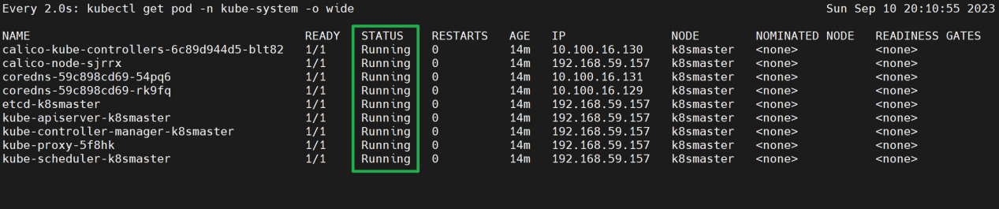 Every 2.0s: kubectl get pod -n kube-system -o wide Sun Sep 10 20:10:55 2023
NAME READY STATUS RESTARTS AGE IP NODE NOMINATED NODE READINESS GATES
calico-kube-controllers-6c89d944d5-blt82 1/1 Running 0 14m 10.100.16.130 k8smaster <none> <none>
calico-node-sjrrx 1/1 Running 0 14m 192.168.59.157 k8smaster <none> <none>
coredns-59c898cd69-54pq6 1/1 Running 0 14m 10.100.16.131 k8smaster <none> <none>
coredns-59c898cd69-rk9fq 1/1 Running 0 14m 10.100.16.129 k8smaster <none> <none>
etcd-k8smaster 1/1 Running 0 14m 192.168.59.157 k8smaster <none> <none>
kube-apiserver-k8smaster 1/1 Running 0 14m 192.168.59.157 k8smaster <none> <none>
kube-controller-manager-k8smaster 1/1 Running 0 14m 192.168.59.157 k8smaster <none> <none>
kube-proxy-5f8hk 1/1 Running 0 14m 192.168.59.157 k8smaster <none> <none>
kube-scheduler-k8smaster 1/1 Running 0 14m 192.168.59.157 k8smaster <none> <none>